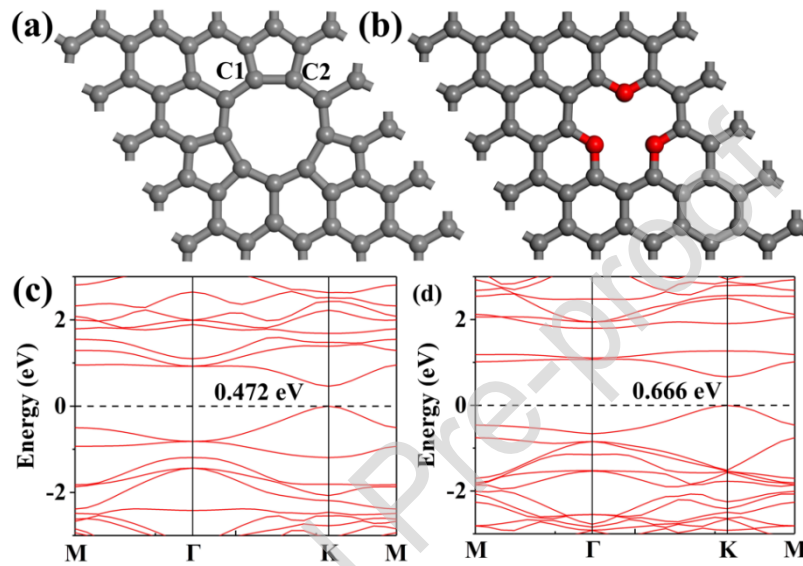 (a)
(b)
C1
C2
(c)
(d)
Energy (eV)
2
0
-2
0.472 eV
M
Γ
K
M
Energy (eV)
2
0
-2
0.666 eV
M
Γ
K
M
l Pre-proof